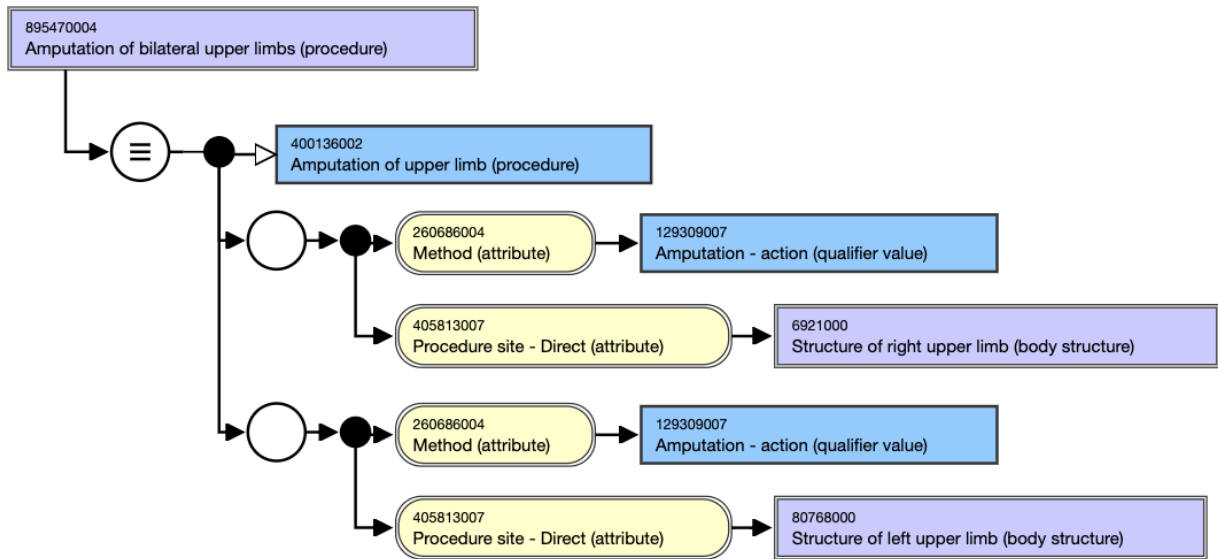 895470004
Amputation of bilateral upper limbs (procedure)
400136002
Amputation of upper limb (procedure)
260686004
Method (attribute)
129309007
Amputation - action (qualifier value)
405813007
Procedure site - Direct (attribute)
6921000
Structure of right upper limb (body structure)
260686004
Method (attribute)
129309007
Amputation - action (qualifier value)
405813007
Procedure site - Direct (attribute)
80768000
Structure of left upper limb (body structure)